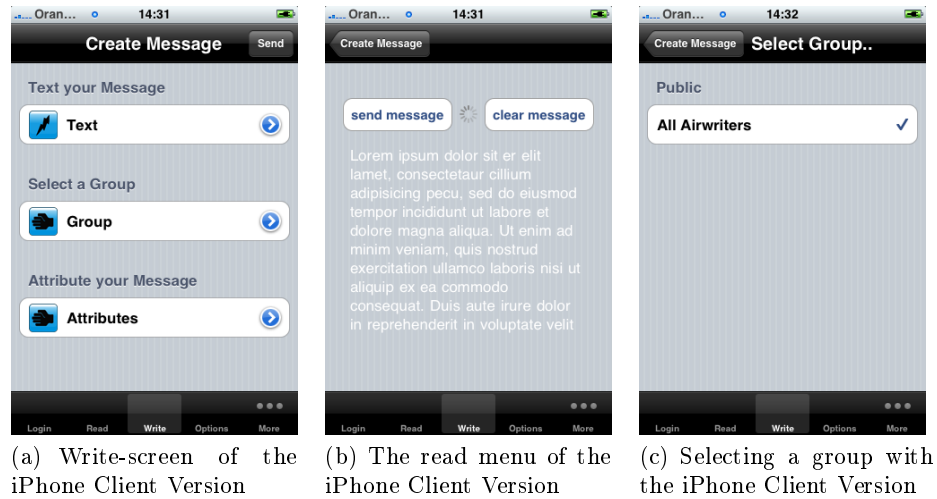 Oran... 14:31
Create Message Send
Text your Message
Text
Select a Group
Group
Attribute your Message
Attributes
Login Read Write Options More
(a) Write-screen of the
iPhone Client Version
Oran... 14:31
Create Message
send message clear message
Lorem ipsum dolor sit er elit
lamet, consectetaur cillium
adipisicing pecu, sed do eiusmod
tempor incididunt ut labore et
dolore magna aliqua. Ut enim ad
minim veniam, quis nostrud
exercitation ullamco laboris nisi ut
aliquip ex ea commodo
consequat. Duis aute irure dolor
in reprehenderit in voluptate velit
Login Read Write Options More
(b) The read menu of the
iPhone Client Version
Oran... 14:32
Create Message Select Group..
Public
All Airwriters
Login Read Write Options More
(c) Selecting a group with
the iPhone Client Version